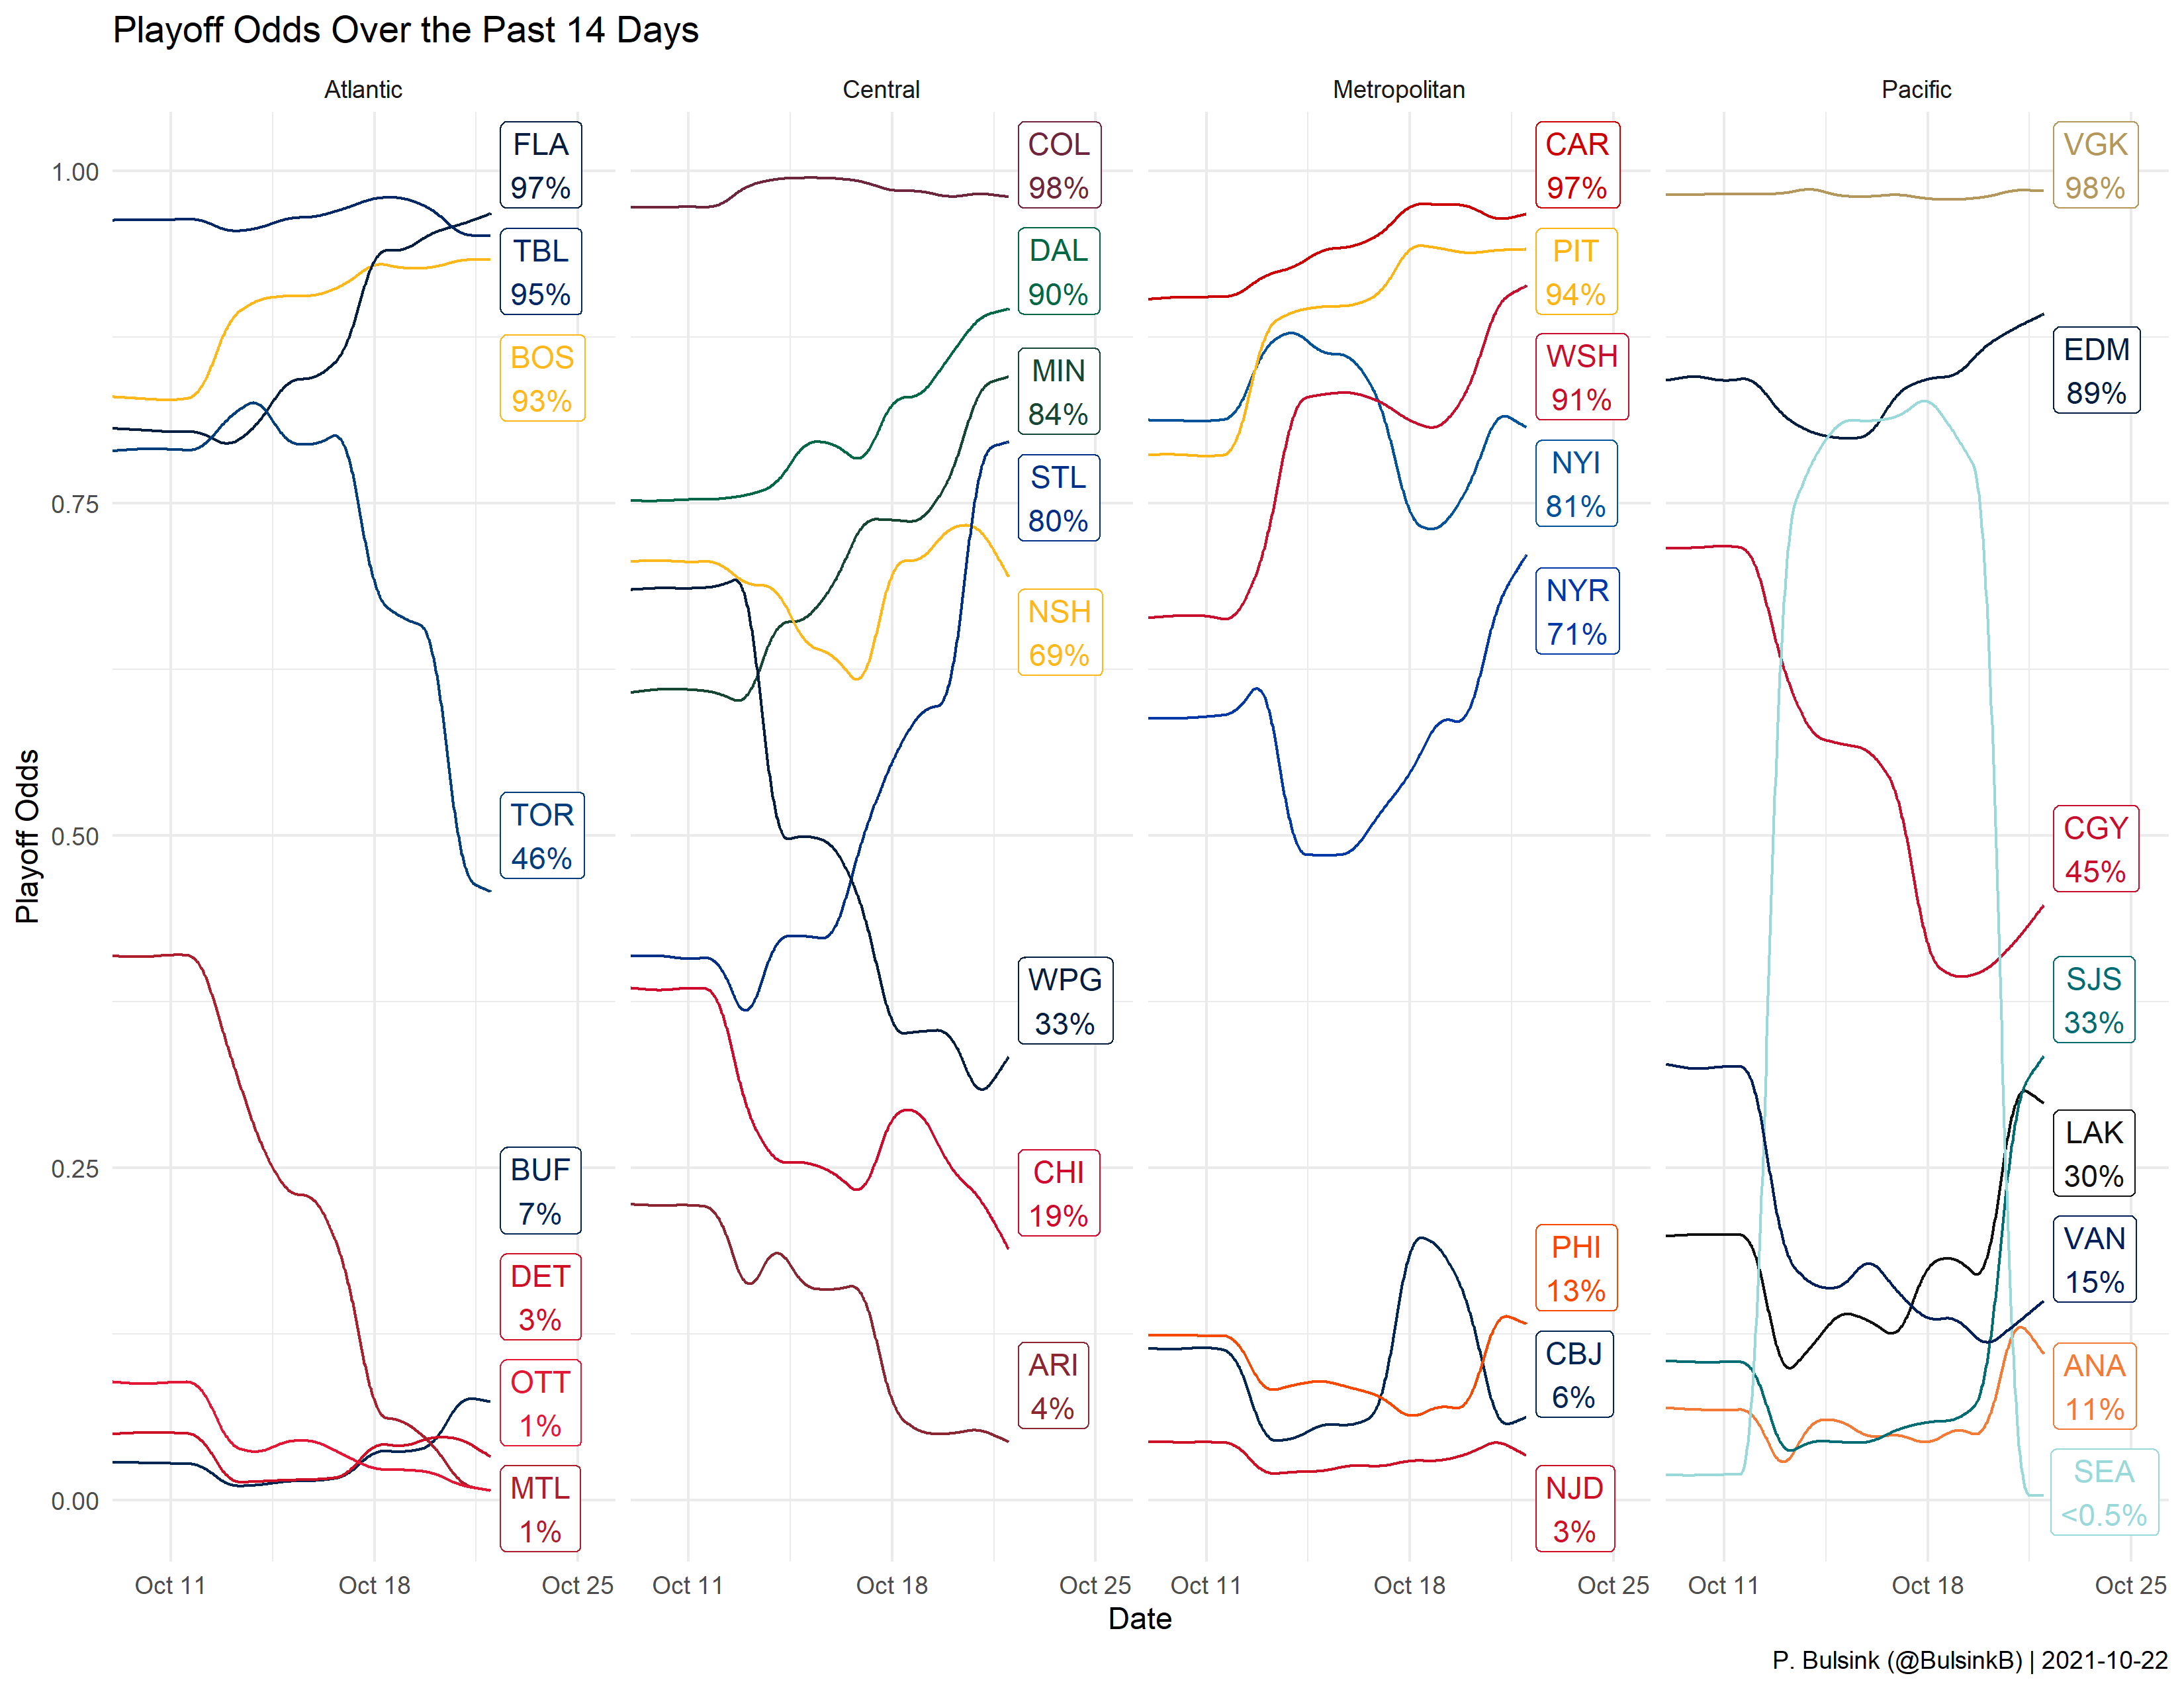 Playoff Odds Over the Past 14 Days
Atlantic
Central
Metropolitan
Pacific
Playoff Odds
1.00
0.75
0.50
0.25
0.00
FLA
97%
TBL
95%
BOS
93%
TOR
46%
BUF
7%
DET
3%
OTT
1%
MTL
1%
COL
98%
DAL
90%
MIN
84%
STL
80%
NSH
69%
WPG
33%
CHI
19%
ARI
4%
CAR
97%
PIT
94%
WSH
91%
NYI
81%
NYR
71%
PHI
13%
CBJ
6%
NJD
3%
VGK
98%
EDM
89%
CGY
45%
SJS
33%
LAK
30%
VAN
15%
ANA
11%
SEA
<0.5%
Oct 11 Oct 18 Oct 25
Oct 11 Oct 18 Oct 25
Oct 11 Oct 18 Oct 25
Oct 11 Oct 18 Oct 25
Date
P. Bulsink (@BulsinkB) | 2021-10-22